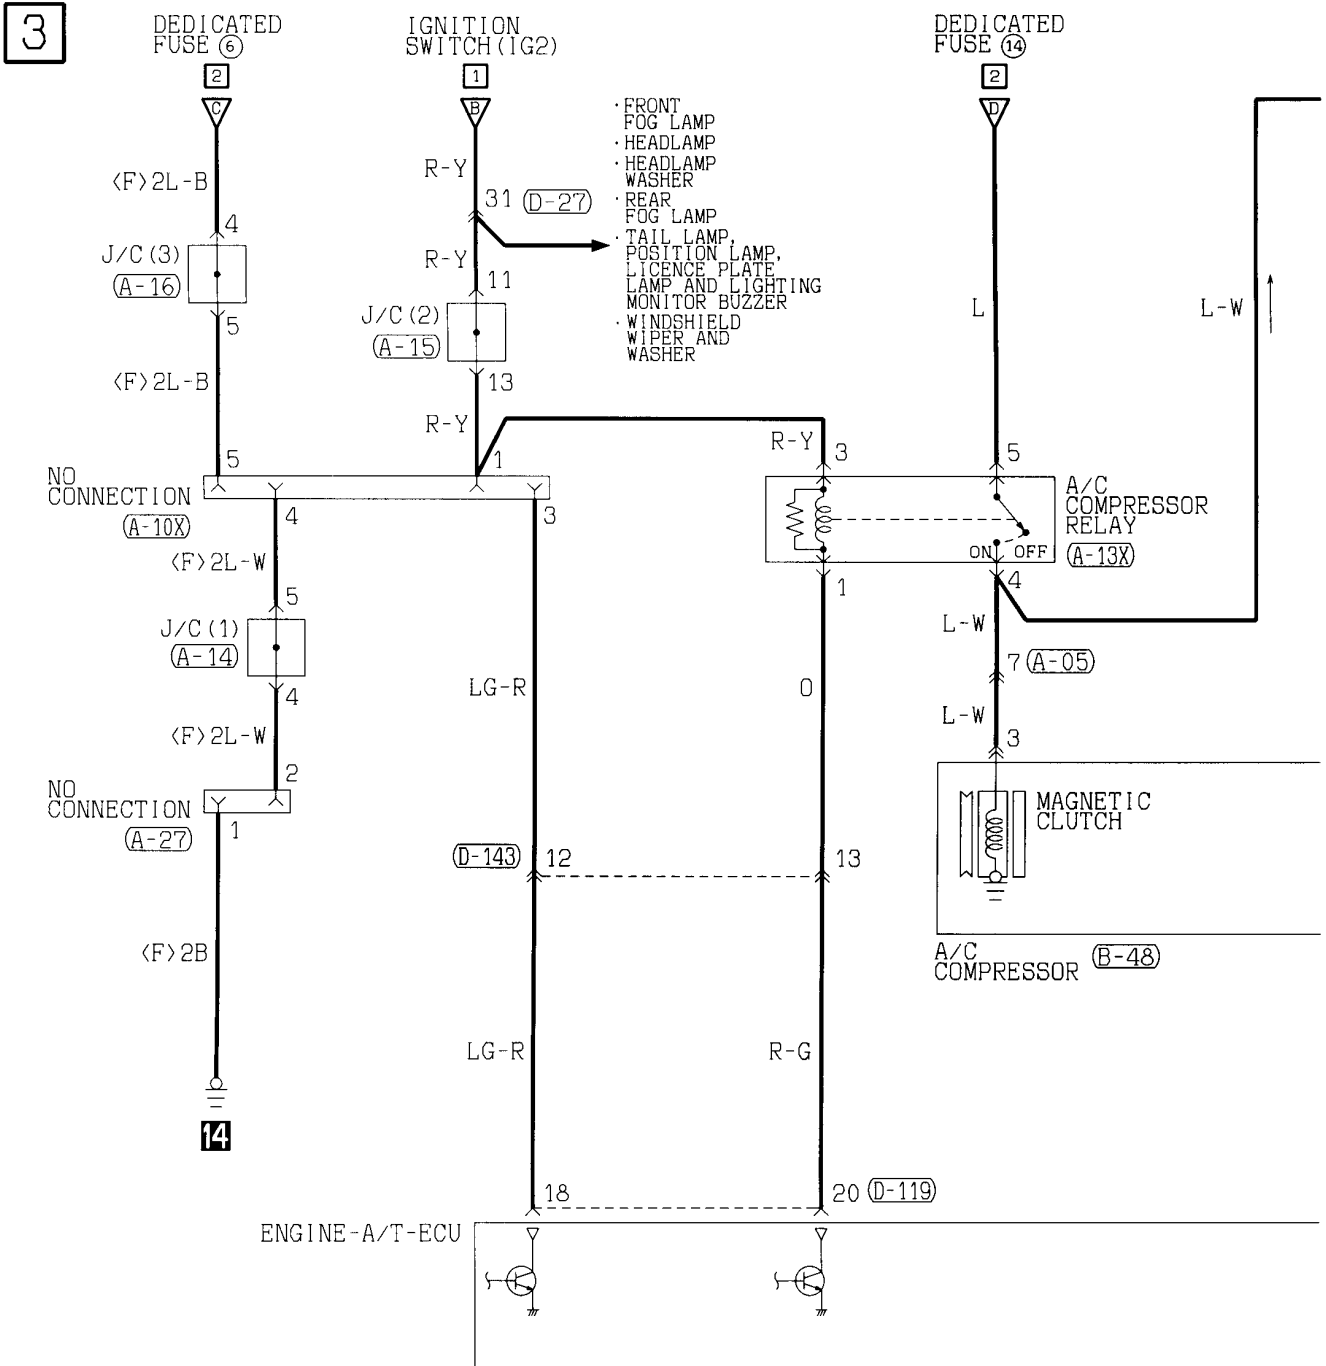 3
DEDICATED
FUSE ⑥
2
C
IGNITION
SWITCH(IG2)
1
B
DEDICATED
FUSE ⑭
2
D
· FRONT
FOG LAMP
· HEADLAMP
· HEADLAMP
WASHER
· REAR
FOG LAMP
· TAIL LAMP,
POSITION LAMP,
LICENCE PLATE
LAMP AND LIGHTING
MONITOR BUZZER
· WINDSHIELD
WIPER AND
WASHER
<F>2L-B
R-Y
31 (D-27)
4
J/C(3)
(A-16)
5
R-Y
11
J/C(2)
(A-15)
13
L
L-W
<F>2L-B
R-Y
5
1
R-Y
3
5
NO
CONNECTION
(A-10X)
4
3
A/C
COMPRESSOR
RELAY
(A-13X)
ON
OFF
<F>2L-W
5
1
4
J/C(1)
(A-14)
4
L-W
7 (A-05)
LG-R
O
L-W
3
<F>2L-W
2
NO
CONNECTION
(A-27)
1
MAGNETIC
CLUTCH
(D-143)
12
13
<F>2B
A/C
COMPRESSOR
(B-48)
LG-R
R-G
14
18
20 (D-119)
ENGINE-A/T-ECU